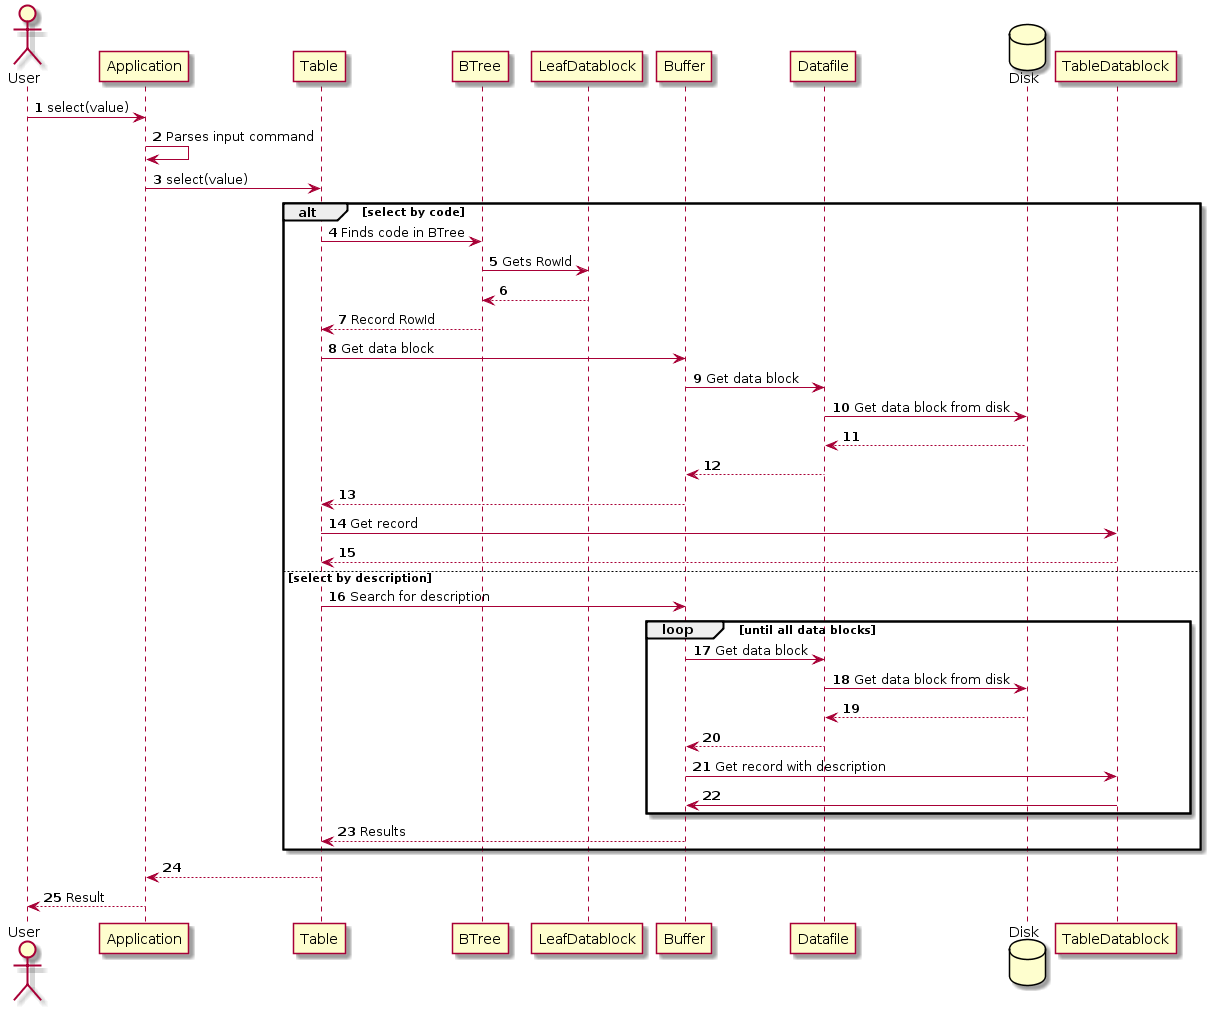 User
Application
Table
BTree
LeafDatablock
Buffer
Datafile
Disk
TableDatablock
1 select(value)
2 Parses input command
3 select(value)
alt [select by code]
4 Finds code in BTree
5 Gets RowId
6
7 Record RowId
8 Get data block
9 Get data block
10 Get data block from disk
11
12
13
14 Get record
15
[select by description]
16 Search for description
loop [until all data blocks]
17 Get data block
18 Get data block from disk
19
20
21 Get record with description
22
23 Results
24
25 Result
User
Application
Table
BTree
LeafDatablock
Buffer
Datafile
Disk
TableDatablock